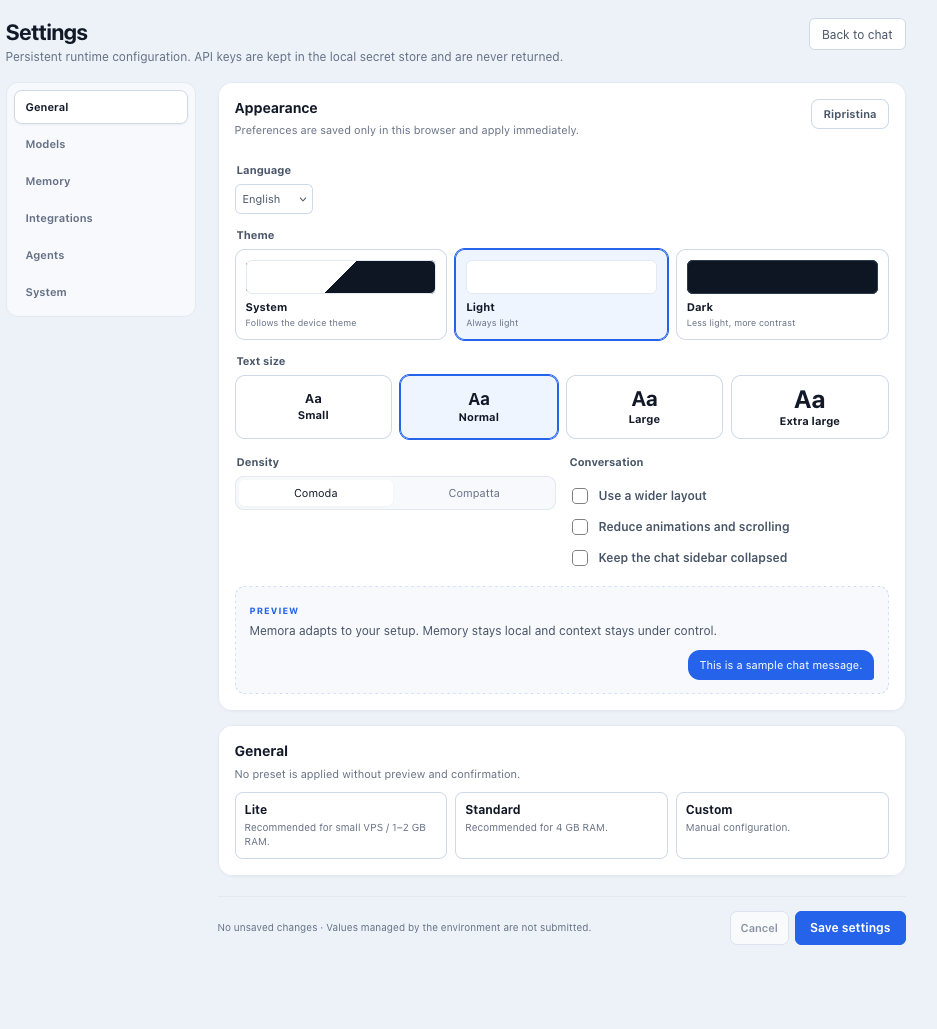 Settings
Back to chat
Persistent runtime configuration. API keys are kept in the local secret store and are never returned.
General
Models
Memory
Integrations
Agents
System
Appearance
Ripristina
Preferences are saved only in this browser and apply immediately.
Language
English
Theme
System
Follows the device theme
Light
Always light
Dark
Less light, more contrast
Text size
Aa
Small
Aa
Normal
Aa
Large
Aa
Extra large
Density
Comoda
Compatta
Conversation
Use a wider layout
Reduce animations and scrolling
Keep the chat sidebar collapsed
PREVIEW
Memora adapts to your setup. Memory stays local and context stays under control.
This is a sample chat message.
General
No preset is applied without preview and confirmation.
Lite
Recommended for small VPS / 1–2 GB
RAM.
Standard
Recommended for 4 GB RAM.
Custom
Manual configuration.
No unsaved changes · Values managed by the environment are not submitted.
Cancel
Save settings